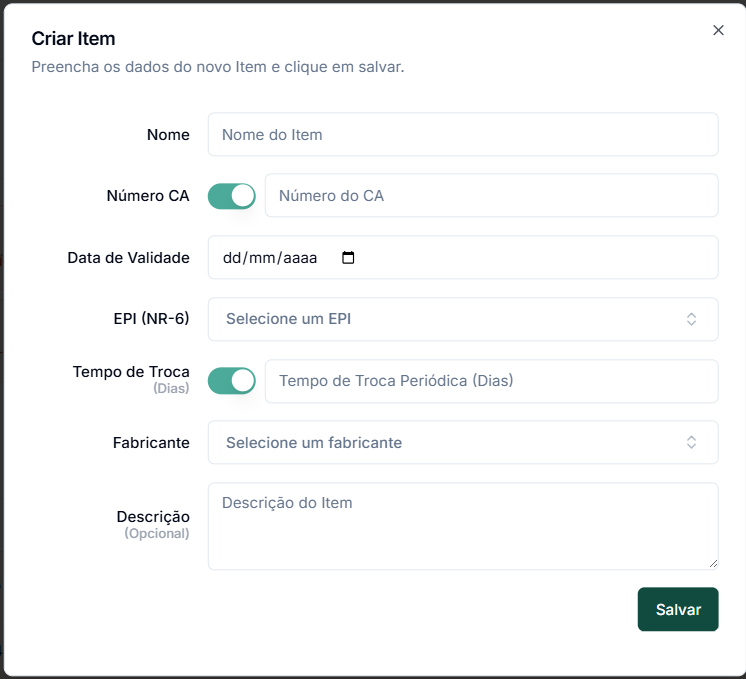 Criar Item
Preencha os dados do novo Item e clique em salvar.
Nome
Nome do Item
Número CA
Número do CA
Data de Validade
dd/mm/aaaa
EPI (NR-6)
Selecione um EPI
Tempo de Troca
(Dias)
Tempo de Troca Periódica (Dias)
Fabricante
Selecione um fabricante
Descrição
(Opcional)
Descrição do Item
Salvar